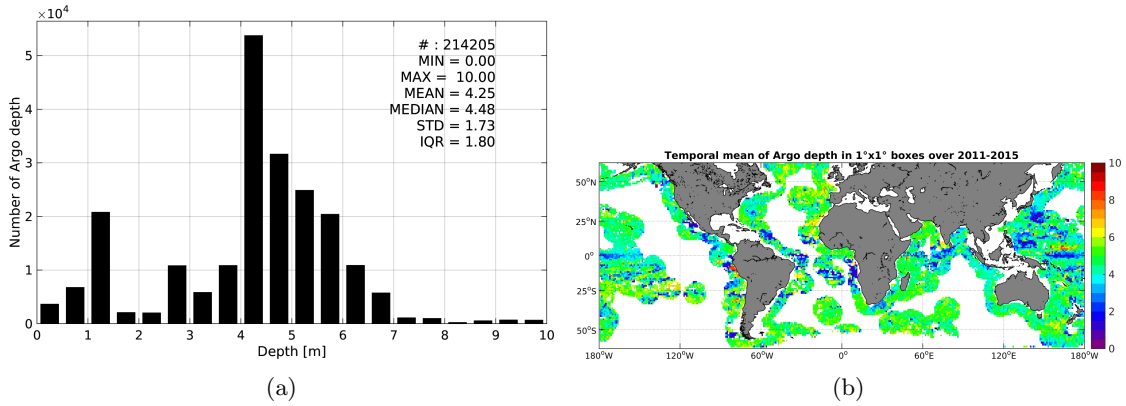 ×10⁴
# : 214205
MIN = 0.00
MAX = 10.00
MEAN = 4.25
MEDIAN = 4.48
STD = 1.73
IQR = 1.80
Number of Argo depth
5
4
3
2
1
0
0 1 2 3 4 5 6 7 8 9 10
Depth [m]
(a)
Temporal mean of Argo depth in 1°x1° boxes over 2011-2015
50°N
25°N
0°
25°S
50°S
180°W 120°W 60°W 0° 60°E 120°E 180°W
10
8
6
4
2
0
(b)